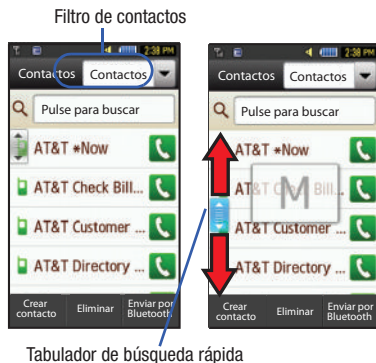 Filtro de contactos
2:38 PM
Contactos Contactos
Pulse para buscar
AT&T *Now
AT&T Check Bill...
AT&T Customer ...
AT&T Directory ...
Crear contacto Eliminar Enviar por Bluetooth
2:38 PM
Contactos Contactos
Pulse para buscar
AT&T *Now
AT&T Check Bill...
M
AT&T Customer ...
AT&T Directory ...
Crear contacto Eliminar Enviar por Bluetooth
Tabulador de búsqueda rápida